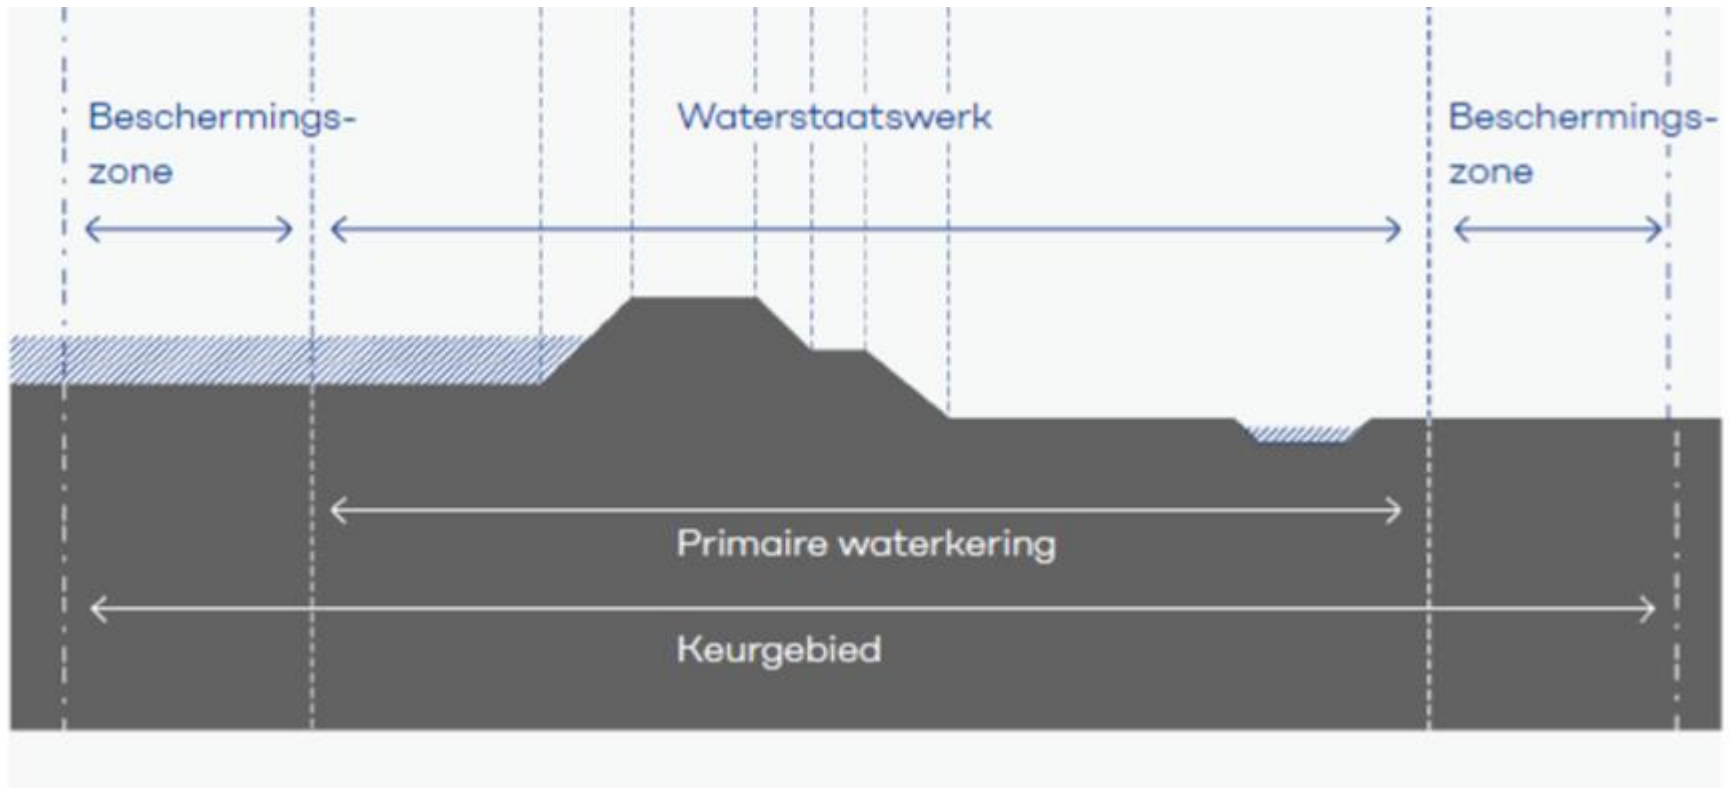 Beschermings-
zone
Waterstaatswerk
Beschermings-
zone
Primaire waterkering
Keurgebied